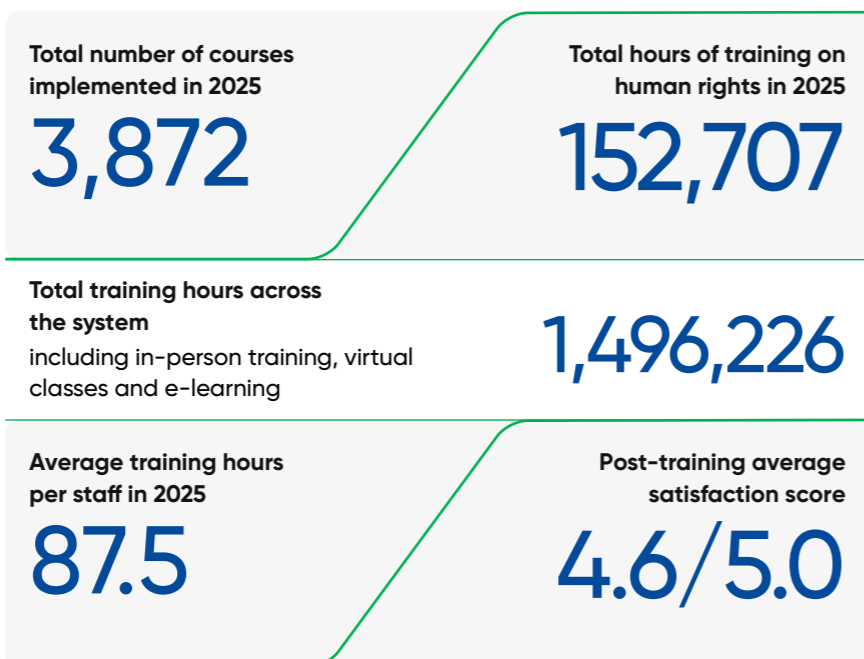 Total number of courses
implemented in 2025
3,872
Total hours of training on
human rights in 2025
152,707
Total training hours across
the system
including in-person training, virtual
classes and e-learning
1,496,226
Average training hours
per staff in 2025
87.5
Post-training average
satisfaction score
4.6/5.0